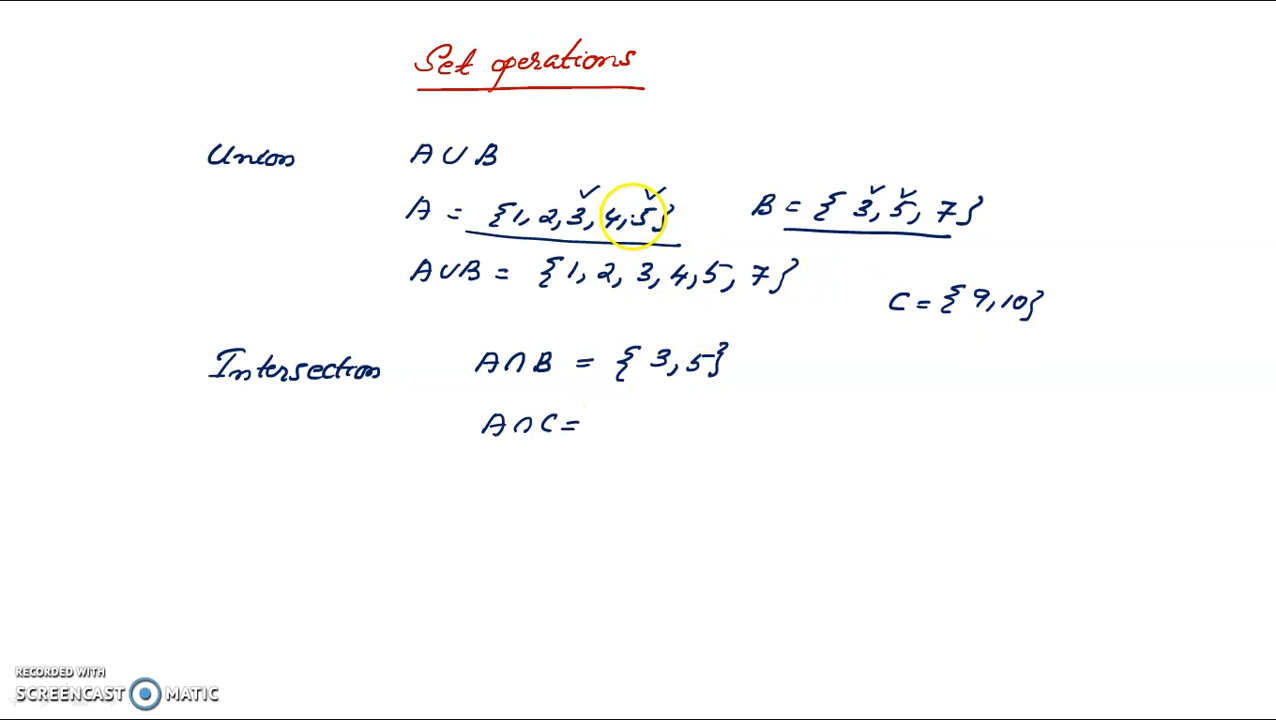 Set operations
Union A∪B
A = {1, 2, 3, 4, 5} B = {3, 5, 7}
A∪B = {1, 2, 3, 4, 5, 7}
C = {9, 10}
Intersection A∩B = {3, 5}
A∩C =
RECORDED WITH
SCREENCAST MATIC